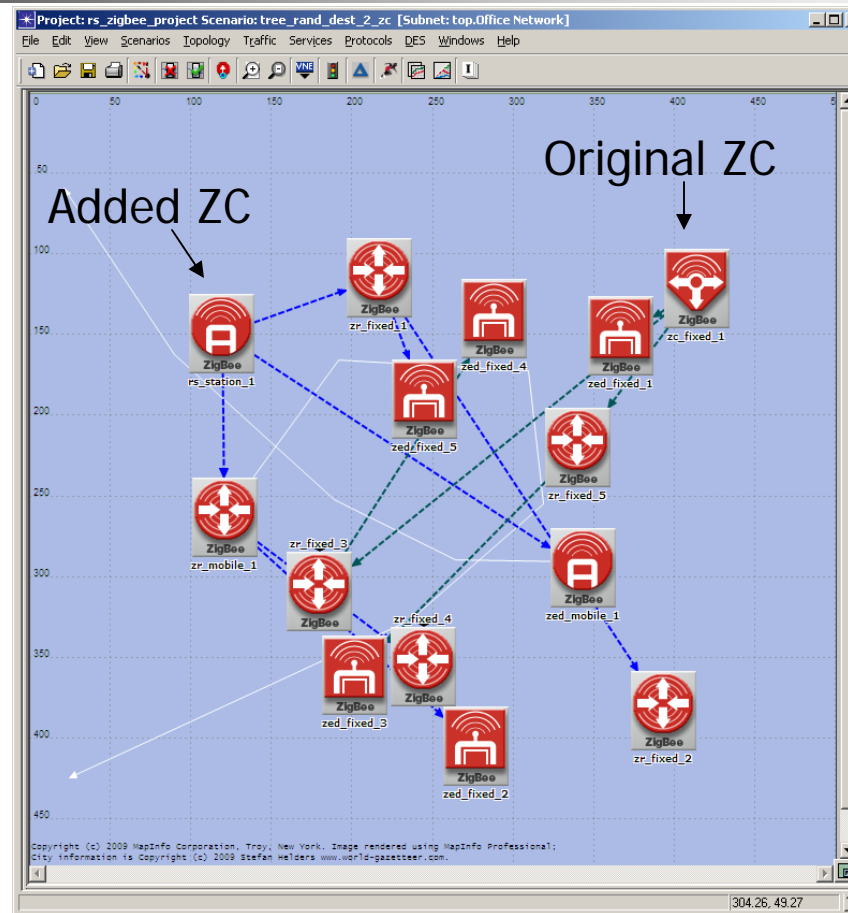 Project: rs_zigbee_project Scenario: tree_rand_dest_2_zc [Subnet: top.Office Network]
File Edit View Scenarios Topology Traffic Services Protocols DES Windows Help
VNE
0 50 100 150 200 250 300 350 400 450 5
50
Original ZC
Added ZC
100
ZigBee
zr_fixed_1
ZigBee
zc_fixed_1
150
ZigBee
rs_station_1
ZigBee
zed_fixed_4
ZigBee
zed_fixed_1
200
ZigBee
zed_fixed_5
250
ZigBee
zr_fixed_5
ZigBee
zr_mobile_1
zr_fixed_3
ZigBee
300
ZigBee
zed_mobile_1
zr_fixed_4
ZigBee
350
ZigBee
zed_fixed_3
ZigBee
zr_fixed_2
400
ZigBee
zed_fixed_2
450
Copyright (c) 2009 MapInfo Corporation, Troy, New York. Image rendered using MapInfo Professional;
City information is Copyright (c) 2009 Stefan Helders www.world-gazetteer.com.
304.26, 49.27